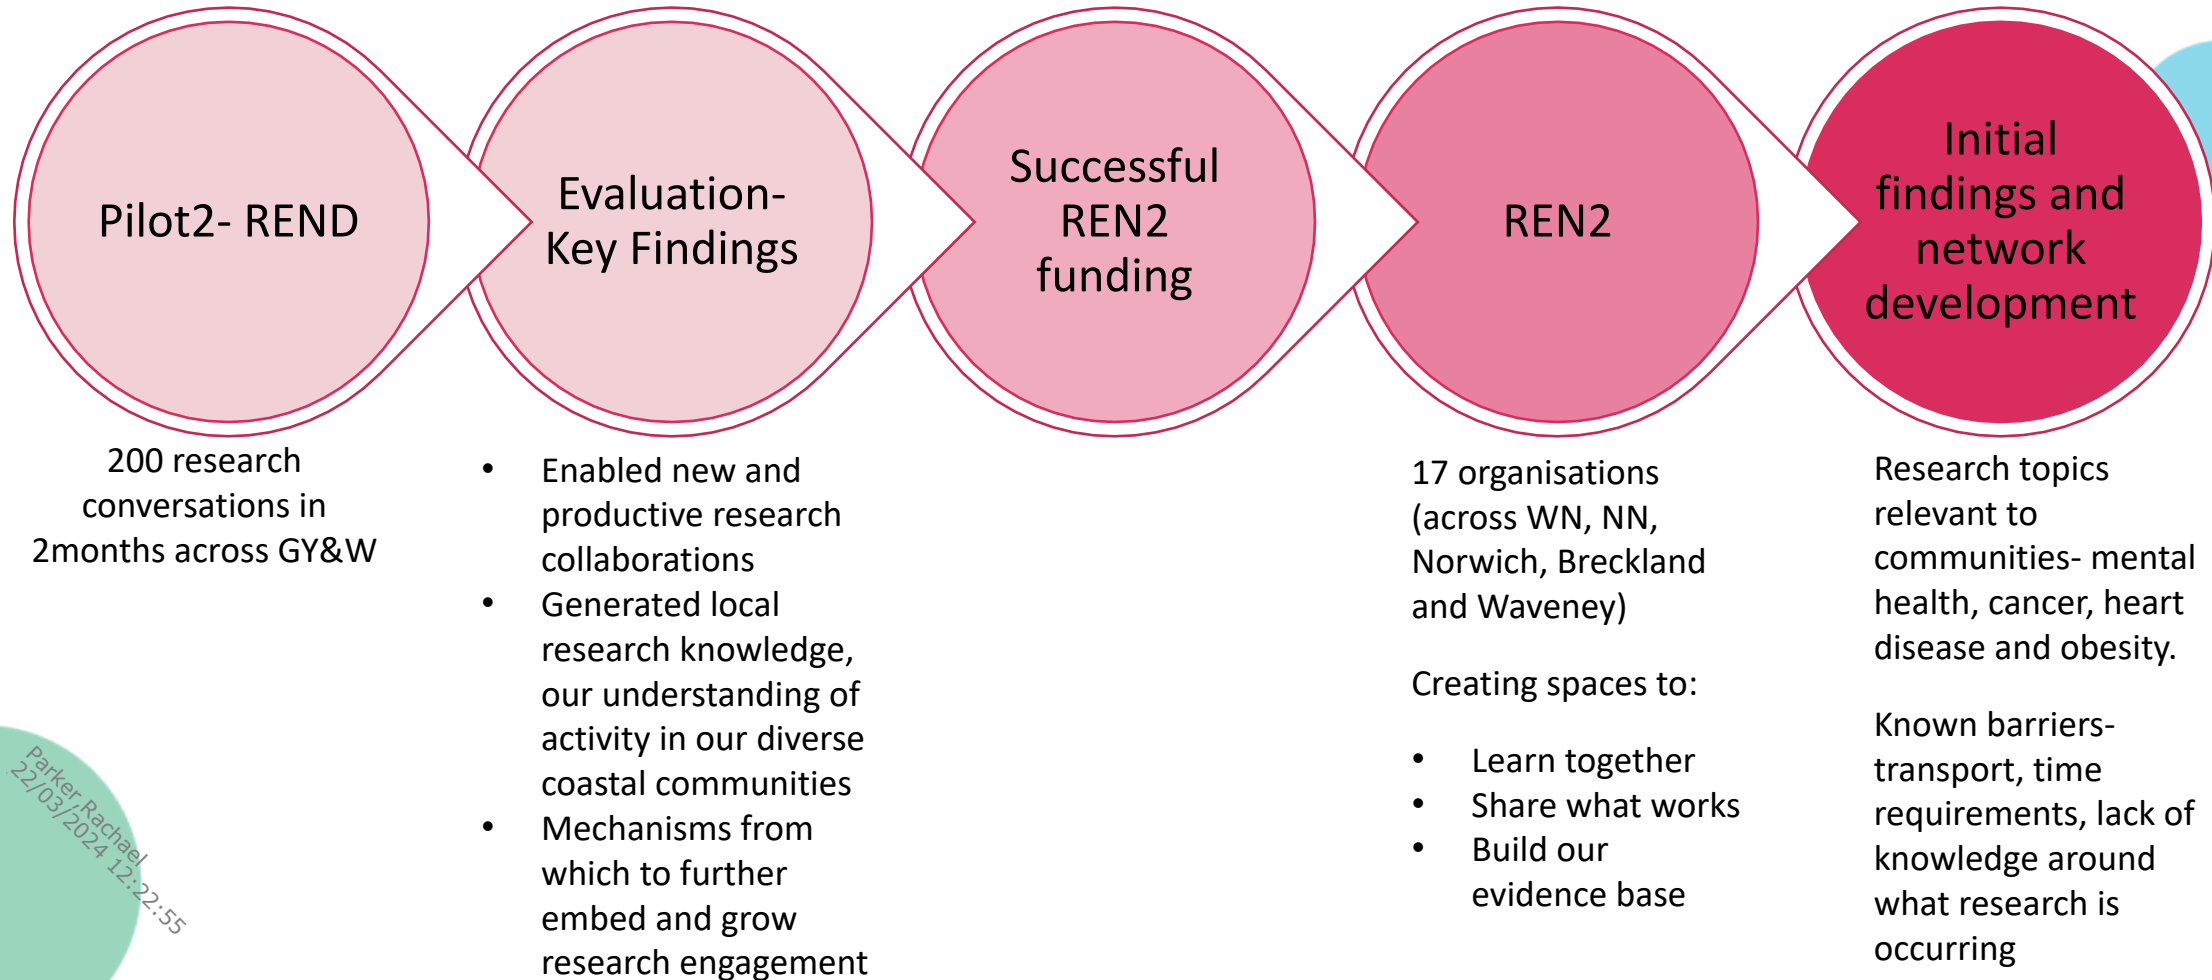 Pilot2- REND
200 research
conversations in
2months across GY&W
Evaluation-
Key Findings
• Enabled new and
productive research
collaborations
• Generated local
research knowledge,
our understanding of
activity in our diverse
coastal communities
• Mechanisms from
which to further
embed and grow
research engagement
Successful
REN2
funding
REN2
17 organisations
(across WN, NN,
Norwich, Breckland
and Waveney)
Creating spaces to:
• Learn together
• Share what works
• Build our
evidence base
Initial
findings and
network
development
Research topics
relevant to
communities- mental
health, cancer, heart
disease and obesity.
Known barriers-
transport, time
requirements, lack of
knowledge around
what research is
occurring
Parker,Rachael
22/03/2024 12:22:55